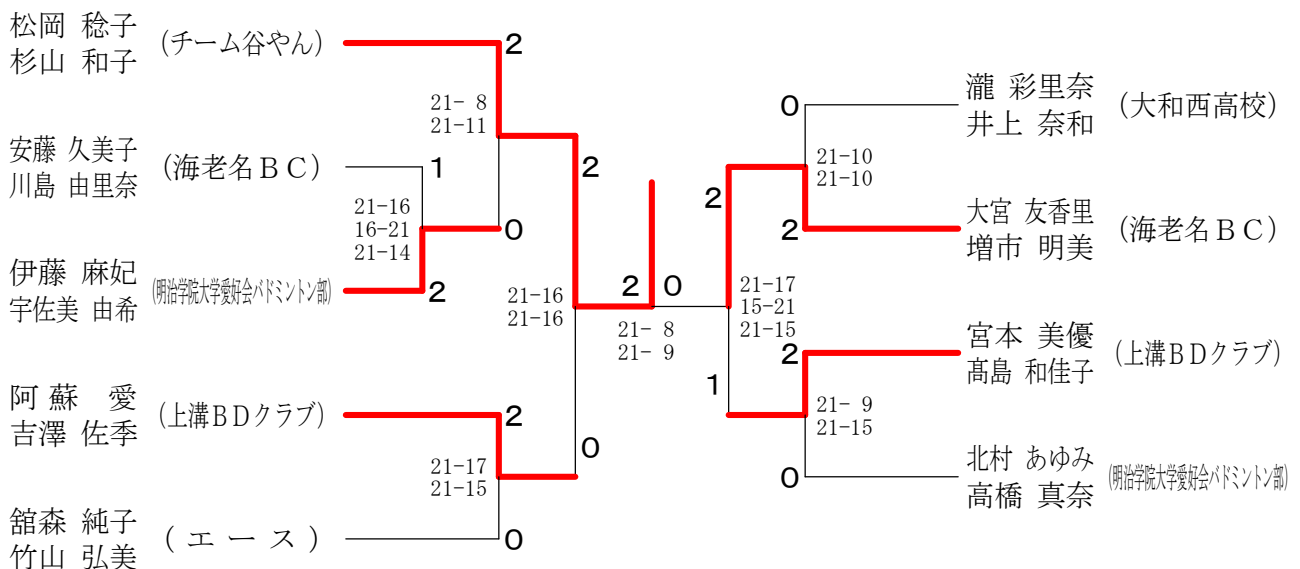 松岡 稔子
杉山 和子
(チーム谷やん)
2
21- 8
21-11
安藤 久美子
川島 由里奈
(海老名BC)
1
21-16
16-21
21-14
0
伊藤 麻妃
宇佐美 由希
(明治学院大学愛好会バドミントン部)
2
2
21-16
21-16
阿蘇 愛
吉澤 佐季
(上溝BDクラブ)
2
21-17
21-15
0
舘森 純子
竹山 弘美
(エース)
0
2
0
21- 8
21- 9
0
瀧 彩里奈
井上 奈和
(大和西高校)
21-10
21-10
2
2
大宮 友香里
増市 明美
(海老名BC)
21-17
15-21
21-15
2
宮本 美優
髙島 和佳子
(上溝BDクラブ)
1
21- 9
21-15
0
北村 あゆみ
高橋 真奈
(明治学院大学愛好会バドミントン部)